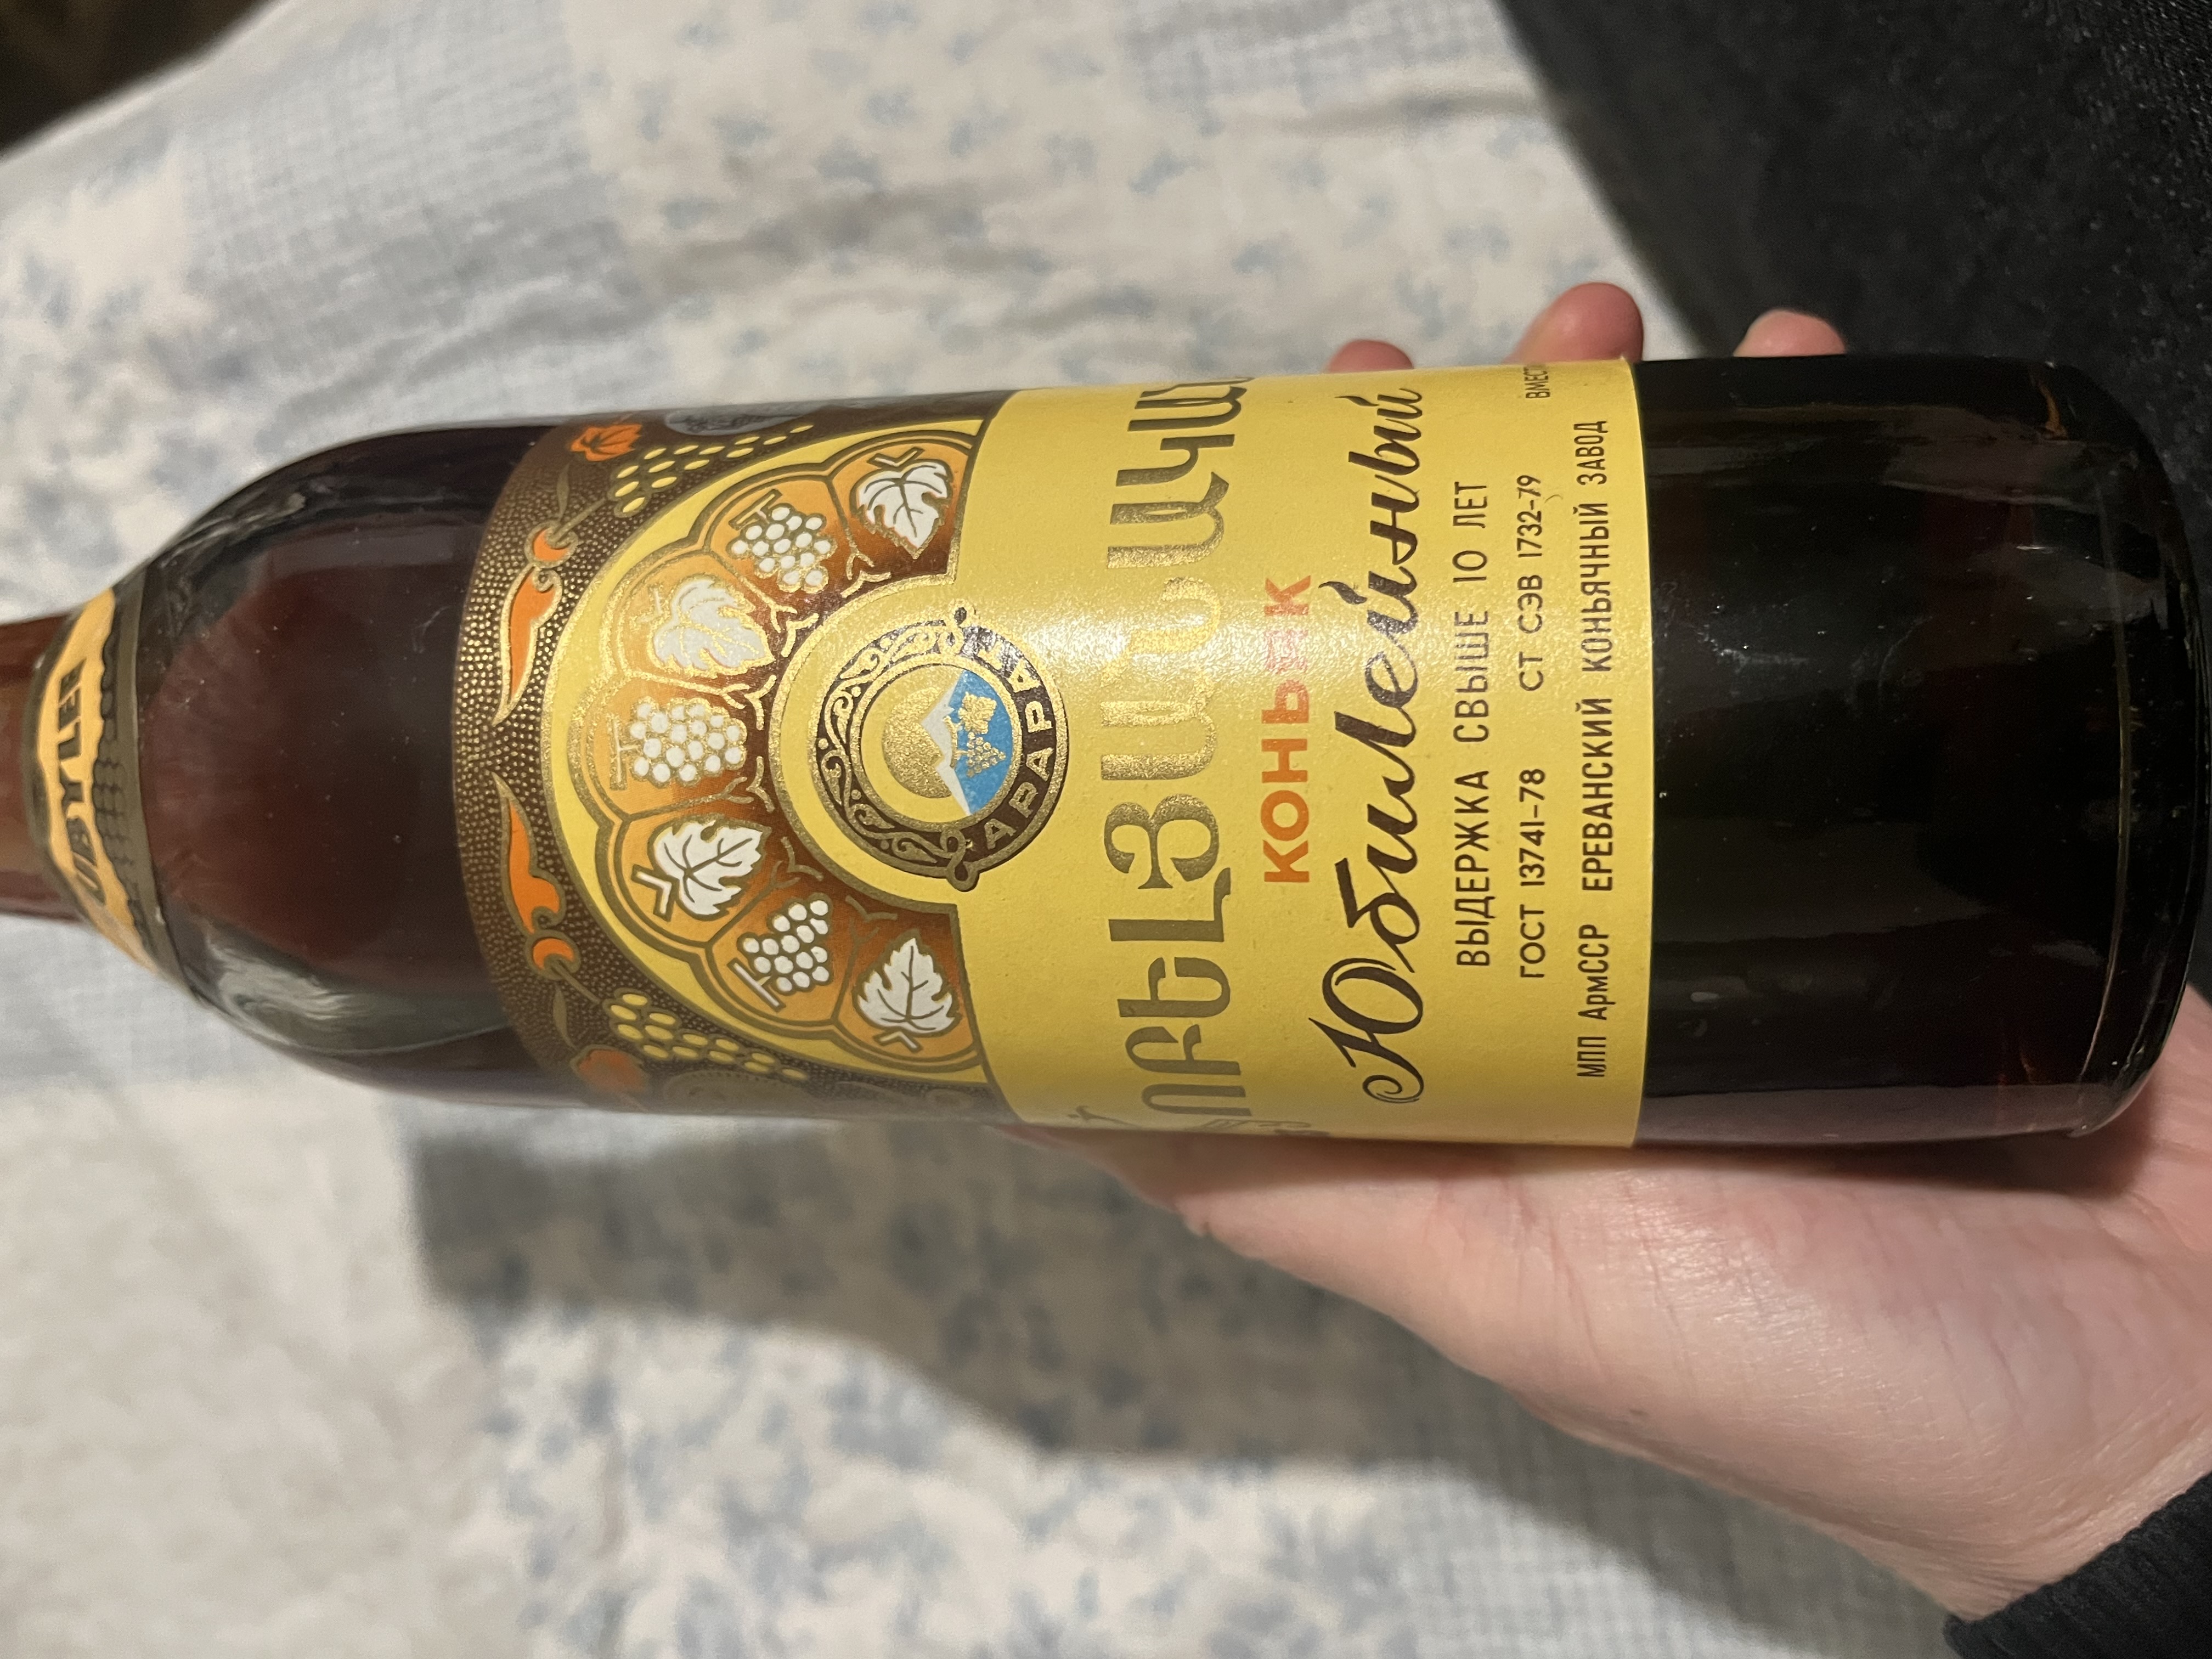 АРАРАТ
ՀՈԲԵԼՅԱՆԱԿԱՆ
КОНЬЯК
Юбилейный
ВЫДЕРЖКА СВЫШЕ 10 ЛЕТ
ГОСТ 13741-78 СТ СЭВ 1732-79
МПП АрмССР ЕРЕВАНСКИЙ КОНЬЯЧНЫЙ ЗАВОД